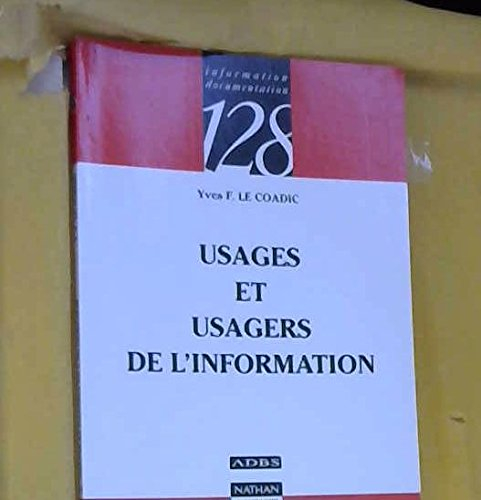 information
documentation
128
Yves F. LE COADIC
USAGES
ET
USAGERS
DE L'INFORMATION
ADBS
NATHAN